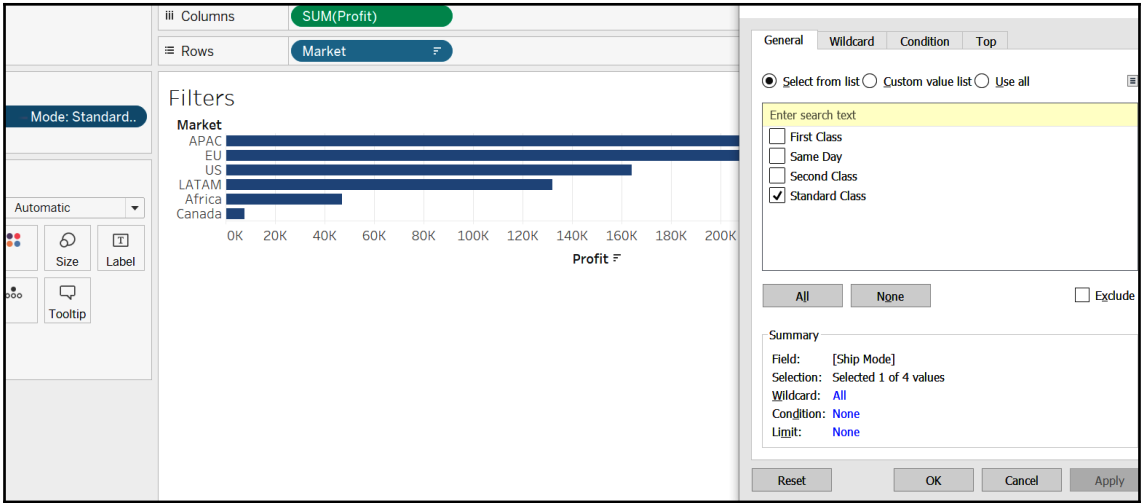 iii Columns SUM(Profit)
Rows Market
Mode: Standard..
Automatic
Size Label
Tooltip
Filters
Market
APAC
EU
US
LATAM
Africa
Canada
0K 20K 40K 60K 80K 100K 120K 140K 160K 180K 200K
Profit
General Wildcard Condition Top
Select from list Custom value list Use all
Enter search text
First Class
Same Day
Second Class
Standard Class
All None Exclude
Summary
Field: [Ship Mode]
Selection: Selected 1 of 4 values
Wildcard: All
Condition: None
Limit: None
Reset OK Cancel Apply